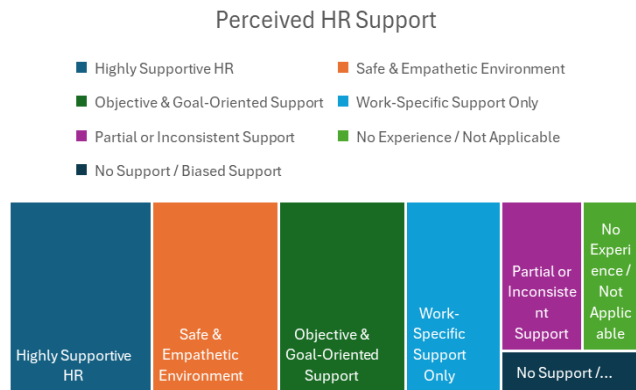 Perceived HR Support
Highly Supportive HR
Safe & Empathetic Environment
Objective & Goal-Oriented Support
Work-Specific Support Only
Partial or Inconsistent Support
No Experience / Not Applicable
No Support / Biased Support
Highly Supportive
HR
Safe &
Empathetic
Environment
Objective &
Goal-Oriented
Support
Work-
Specific
Support
Only
Partial or
Inconsiste
nt
Support
No
Experi
ence /
Not
Applic
able
No Support /...